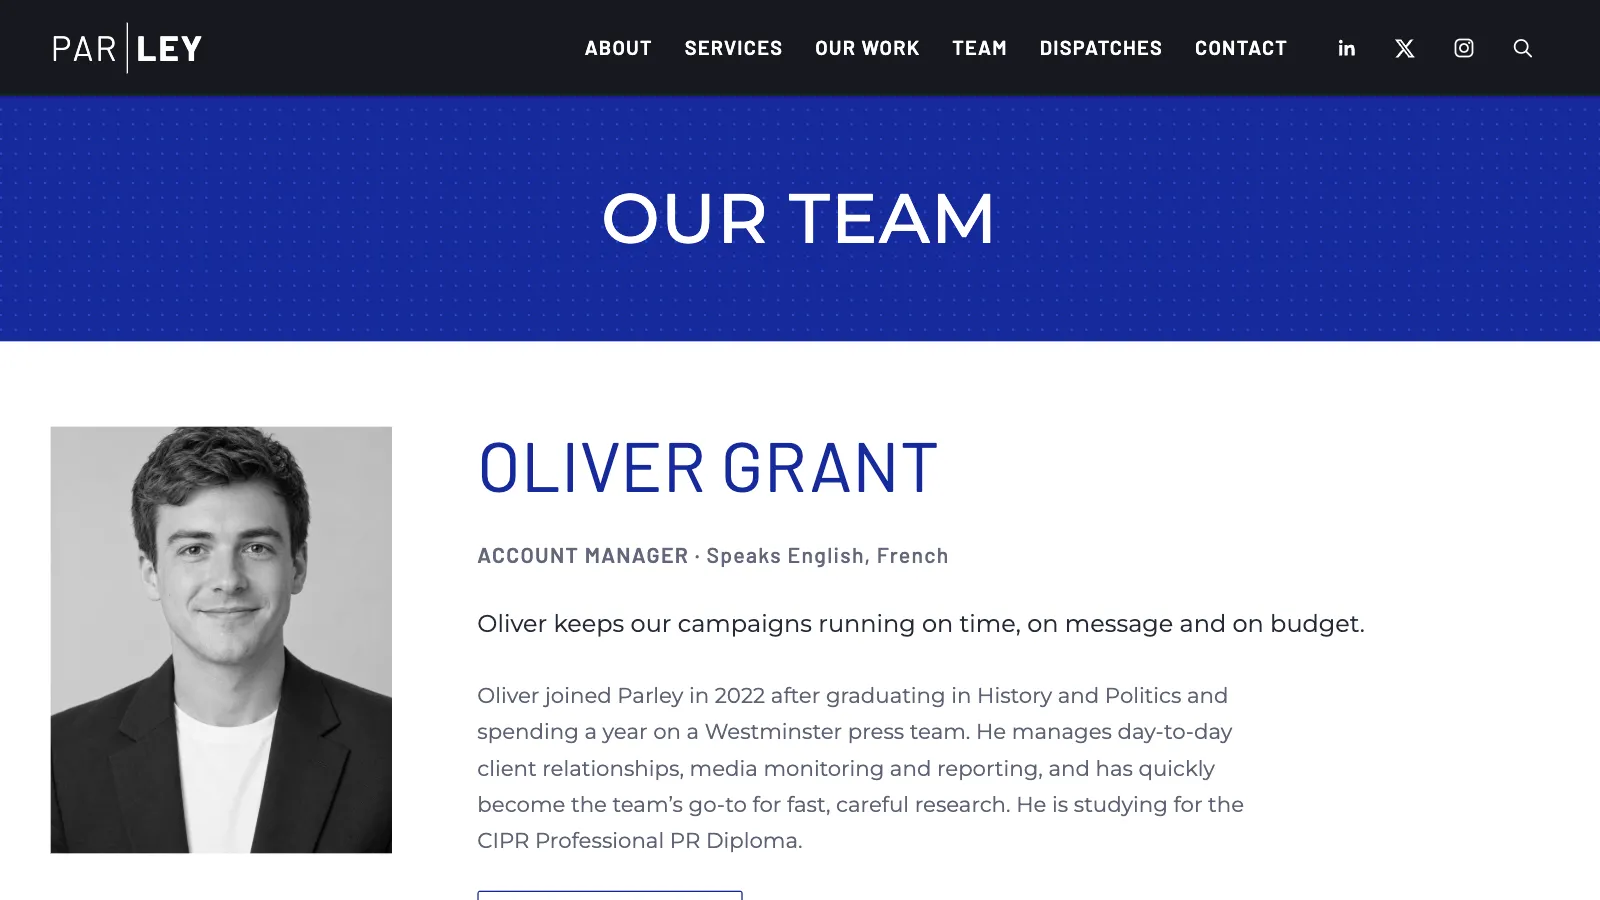 PAR|LEY
ABOUT SERVICES OUR WORK TEAM DISPATCHES CONTACT
OUR TEAM
OLIVER GRANT
ACCOUNT MANAGER · Speaks English, French
Oliver keeps our campaigns running on time, on message and on budget.
Oliver joined Parley in 2022 after graduating in History and Politics and
spending a year on a Westminster press team. He manages day-to-day
client relationships, media monitoring and reporting, and has quickly
become the team’s go-to for fast, careful research. He is studying for the
CIPR Professional PR Diploma.